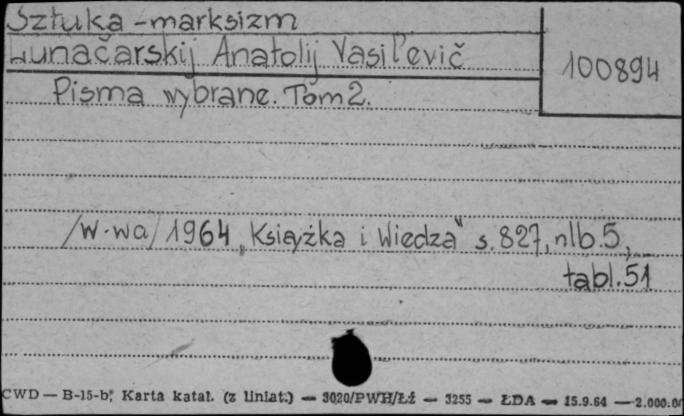 Sztuka - marksizm
Lunačarskij Anatolij Vasil'evič
100894
Pisma wybrane. Tom 2.
/W-wa/ 1964 „Książka i Wiedza" s. 827, nlb. 5,
tabl. 51
CWD — B-15-b, Karta katal. (z liniat.) — 3020/PWH/Łź — 3255 — ŁDA — 15.9.64 — 2.000.0